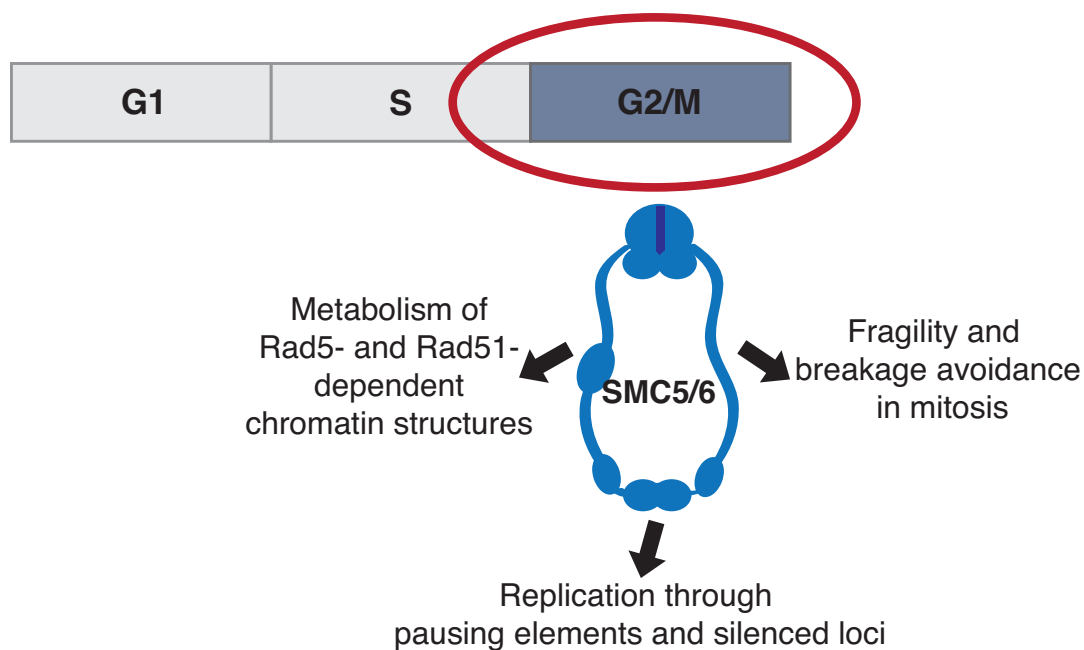 G1
S
G2/M
Metabolism of
Rad5- and Rad51-
dependent
chromatin structures
SMC5/6
Fragility and
breakage avoidance
in mitosis
Replication through
pausing elements and silenced loci